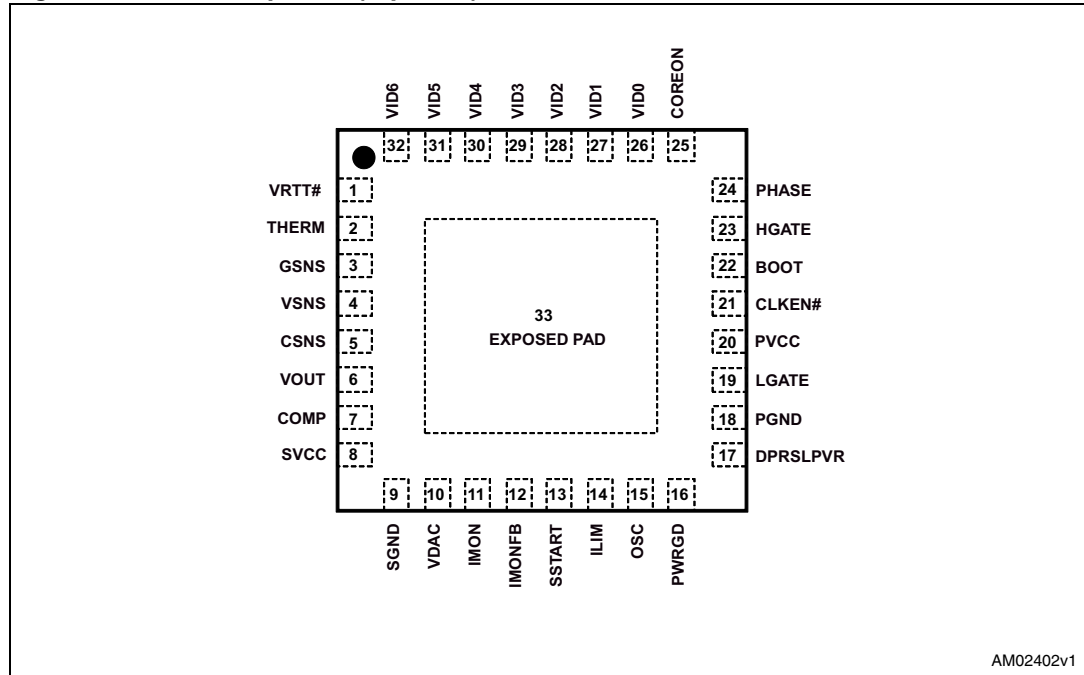 VID6
VID5
VID4
VID3
VID2
VID1
VID0
COREON
32
31
30
29
28
27
26
25
VRTT# 1
THERM 2
GSNS 3
VSNS 4
CSNS 5
VOUT 6
COMP 7
SVCC 8
33
EXPOSED PAD
24 PHASE
23 HGATE
22 BOOT
21 CLKEN#
20 PVCC
19 LGATE
18 PGND
17 DPRSLPVR
9
10
11
12
13
14
15
16
SGND
VDAC
IMON
IMONFB
SSTART
ILIM
OSC
PWRGD
AM02402v1